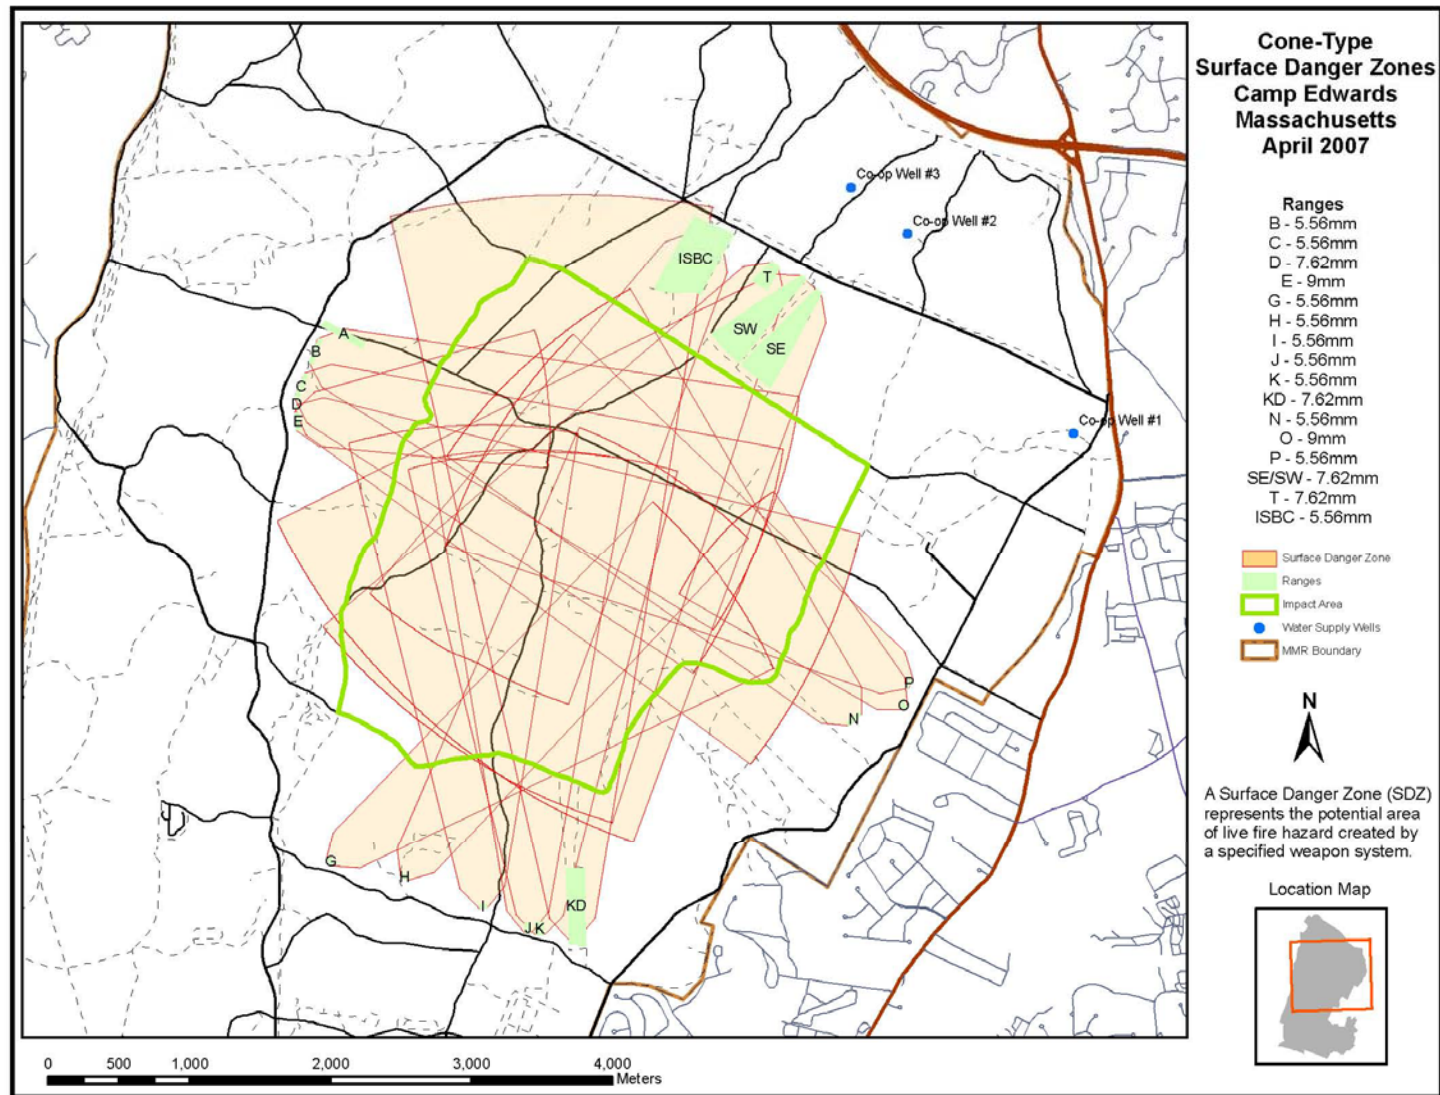 Cone-Type
Surface Danger Zones
Camp Edwards
Massachusetts
April 2007
Ranges
B - 5.56mm
C - 5.56mm
D - 7.62mm
E - 9mm
G - 5.56mm
H - 5.56mm
I - 5.56mm
J - 5.56mm
K - 5.56mm
KD - 7.62mm
N - 5.56mm
O - 9mm
P - 5.56mm
SE/SW - 7.62mm
T - 7.62mm
ISBC - 5.56mm
Surface Danger Zone
Ranges
Impact Area
Water Supply Wells
MMR Boundary
N
A Surface Danger Zone (SDZ)
represents the potential area
of live fire hazard created by
a specified weapon system.
Location Map
Co-op Well #3
Co-op Well #2
ISBC
T
SW
SE
A
B
C
D
E
Co-op Well #1
P
O
N
G
H
I
J K
KD
0 500 1,000 2,000 3,000 4,000
Meters